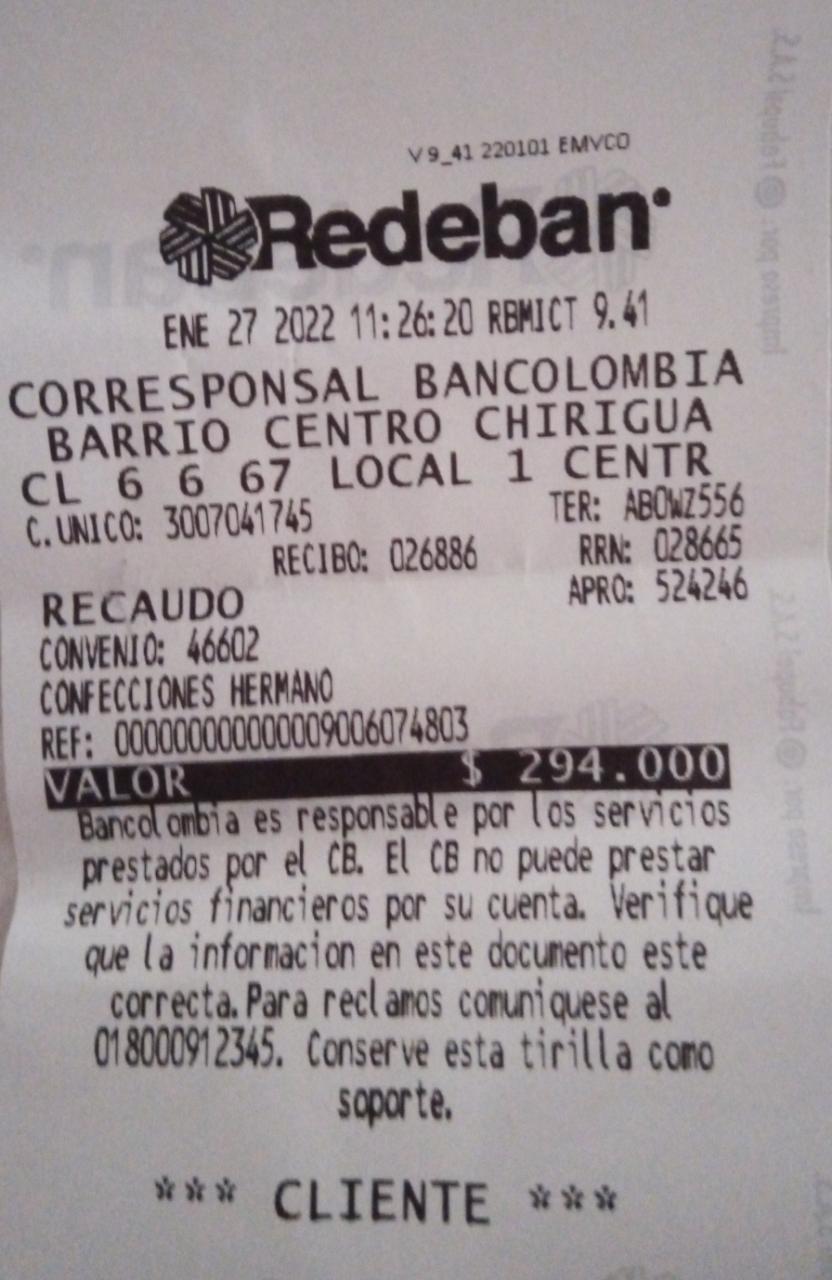 V 9_41 220101 EMVCO
Redeban
ENE 27 2022 11:26:20 RBMICT 9.41
CORRESPONSAL BANCOLOMBIA
BARRIO CENTRO CHIRIGUA
CL 6 6 67 LOCAL 1 CENTR
C.UNICO: 3007041745 TER: ABOWZ556
RECIBO: 026886 RRN: 028665
RECAUDO APRO: 524246
CONVENIO: 46602
CONFECCIONES HERMANO
REF: 00000000000009006074803
VALOR $ 294.000
Bancolombia es responsable por los servicios
prestados por el CB. El CB no puede prestar
servicios financieros por su cuenta. Verifique
que la informacion en este documento este
correcta.Para reclamos comuniquese al
018000912345. Conserve esta tirilla como
soporte.
*** CLIENTE ***